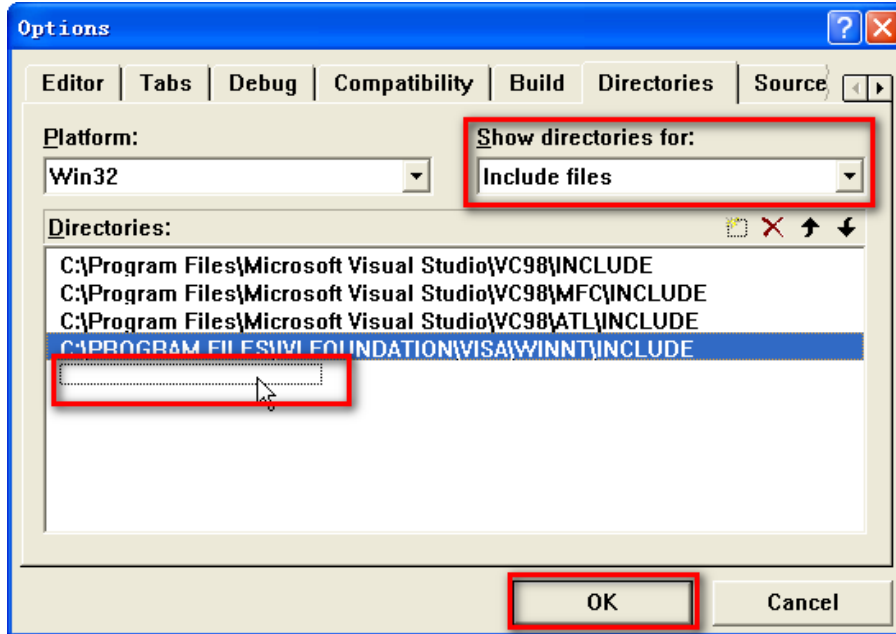 Options
Editor Tabs Debug Compatibility Build Directories Source
Platform: Show directories for:
Win32 Include files
Directories:
C:\Program Files\Microsoft Visual Studio\VC98\INCLUDE
C:\Program Files\Microsoft Visual Studio\VC98\MFC\INCLUDE
C:\Program Files\Microsoft Visual Studio\VC98\ATL\INCLUDE
C:\PROGRAM FILES\IVI FOUNDATION\VISA\WINNT\INCLUDE
OK Cancel